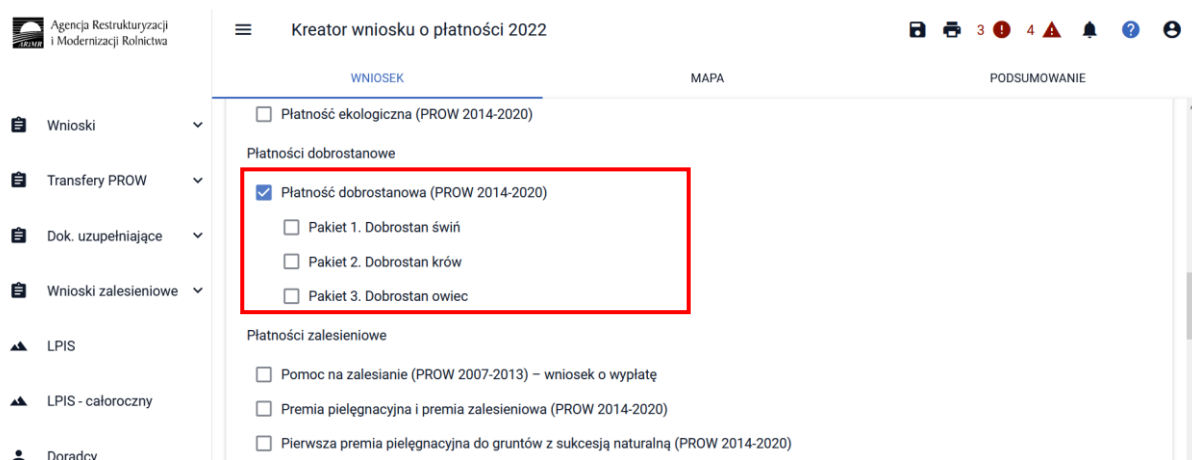 Agencja Restrukturyzacji
i Modernizacji Rolnictwa
ARiMR
Kreator wniosku o płatności 2022
3
4
WNIOSEK
MAPA
PODSUMOWANIE
Wnioski
Transfery PROW
Dok. uzupełniające
Wnioski zalesieniowe
LPIS
LPIS - całoroczny
Doradcy
Płatność ekologiczna (PROW 2014-2020)
Płatności dobrostanowe
Płatność dobrostanowa (PROW 2014-2020)
Pakiet 1. Dobrostan świń
Pakiet 2. Dobrostan krów
Pakiet 3. Dobrostan owiec
Płatności zalesieniowe
Pomoc na zalesianie (PROW 2007-2013) – wniosek o wypłatę
Premia pielęgnacyjna i premia zalesieniowa (PROW 2014-2020)
Pierwsza premia pielęgnacyjna do gruntów z sukcesją naturalną (PROW 2014-2020)